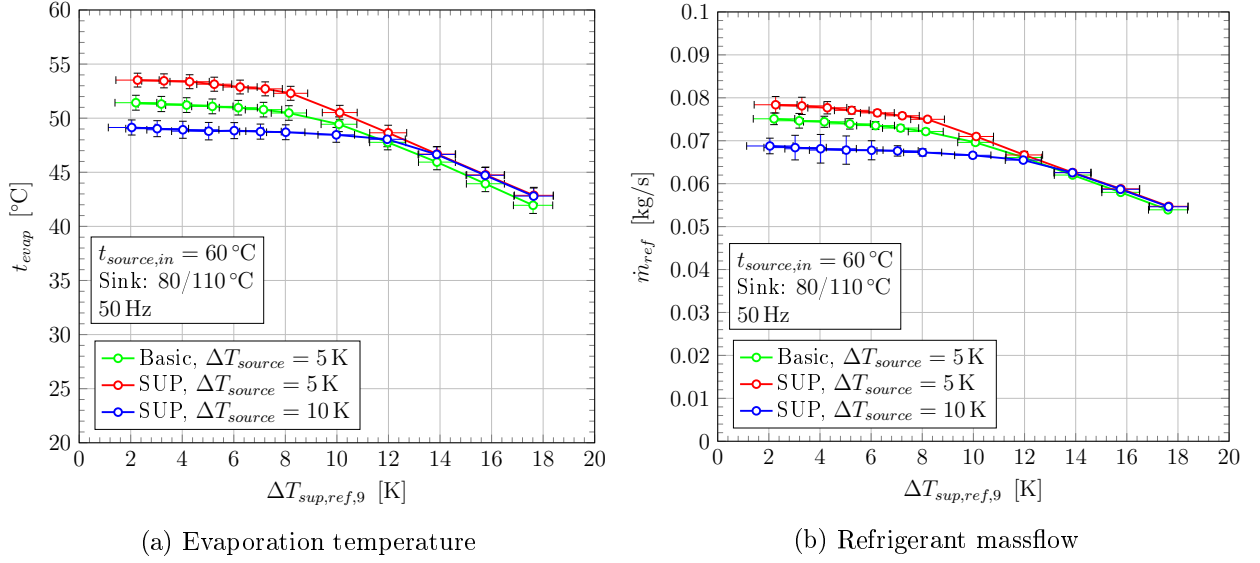 60
55
50
45
40
35
30
25
20
t_evap [°C]
t_source,in = 60 °C
Sink: 80/110 °C
50 Hz
Basic, ΔT_source = 5 K
SUP, ΔT_source = 5 K
SUP, ΔT_source = 10 K
0 2 4 6 8 10 12 14 16 18 20
ΔT_sup,ref,9 [K]
(a) Evaporation temperature
0.1
0.09
0.08
0.07
0.06
0.05
0.04
0.03
0.02
0.01
0
ṁ_ref [kg/s]
t_source,in = 60 °C
Sink: 80/110 °C
50 Hz
Basic, ΔT_source = 5 K
SUP, ΔT_source = 5 K
SUP, ΔT_source = 10 K
0 2 4 6 8 10 12 14 16 18 20
ΔT_sup,ref,9 [K]
(b) Refrigerant massflow